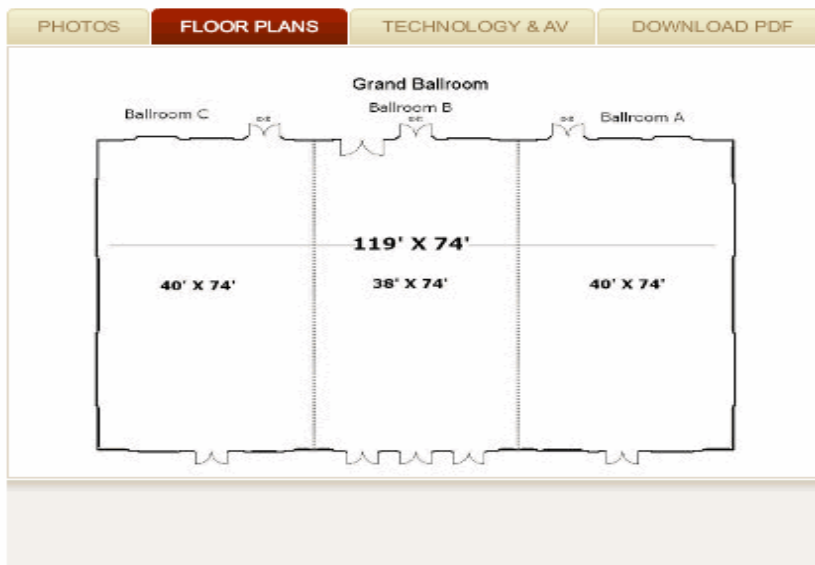 PHOTOS FLOOR PLANS TECHNOLOGY & AV DOWNLOAD PDF
Grand Ballroom
Ballroom C Ballroom B Ballroom A
119' X 74'
40' X 74' 38' X 74' 40' X 74'